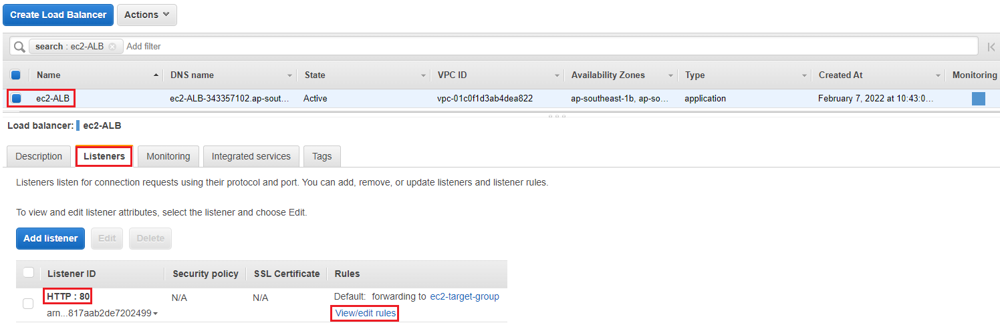 Create Load Balancer Actions
search : ec2-ALB Add filter
Name DNS name State VPC ID Availability Zones Type Created At Monitoring
ec2-ALB ec2-ALB-343357102.ap-sout... Active vpc-01c0f1d3ab4dea822 ap-southeast-1b, ap-so... application February 7, 2022 at 10:43:0...
Load balancer: ec2-ALB
Description Listeners Monitoring Integrated services Tags
Listeners listen for connection requests using their protocol and port. You can add, remove, or update listeners and listener rules.
To view and edit listener attributes, select the listener and choose Edit.
Add listener Edit Delete
Listener ID Security policy SSL Certificate Rules
HTTP : 80 N/A N/A Default: forwarding to ec2-target-group
arn...817aab2de7202499 View/edit rules